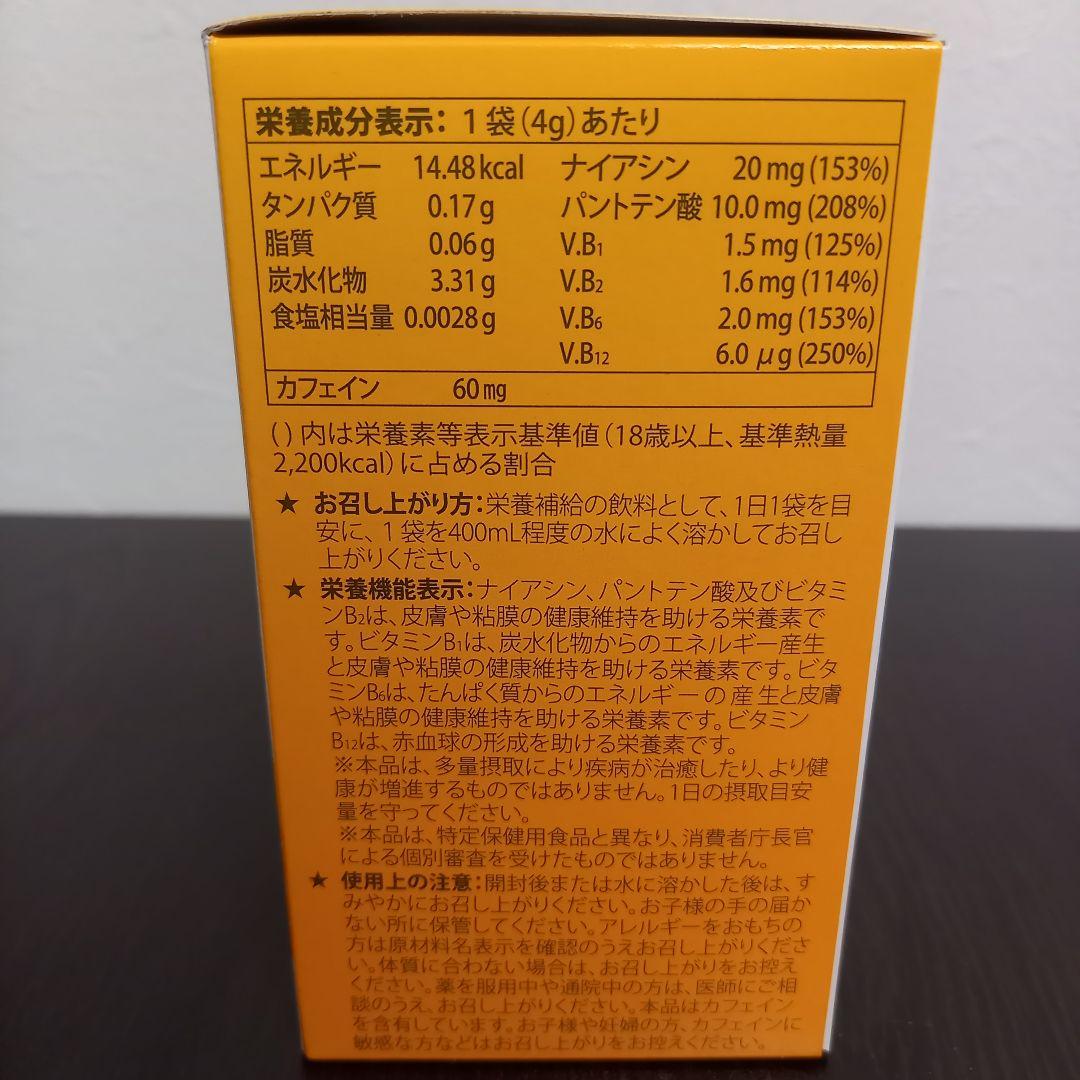 栄養成分表示: 1袋(4g)あたり
エネルギー 14.48kcal ナイアシン 20mg(153%)
タンパク質 0.17g パントテン酸 10.0mg(208%)
脂質 0.06g V.B1 1.5mg(125%)
炭水化物 3.31g V.B2 1.6mg(114%)
食塩相当量 0.0028g V.B6 2.0mg(153%)
V.B12 6.0μg(250%)
カフェイン 60mg
()内は栄養素等表示基準値(18歳以上、基準熱量
2,200kcal)に占める割合
★ お召し上がり方:栄養補給の飲料として、1日1袋を目
安に、1袋を400mL程度の水によく溶かしてお召し
上がりください。
★ 栄養機能表示:ナイアシン、パントテン酸及びビタミ
ンB2は、皮膚や粘膜の健康維持を助ける栄養素で
す。ビタミンB1は、炭水化物からのエネルギー産生
と皮膚や粘膜の健康維持を助ける栄養素です。ビタ
ミンB6は、たんぱく質からのエネルギーの産生と皮膚
や粘膜の健康維持を助ける栄養素です。ビタミン
B12は、赤血球の形成を助ける栄養素です。
※本品は、多量摂取により疾病が治癒したり、より健
康が増進するものではありません。1日の摂取目安
量を守ってください。
※本品は、特定保健用食品と異なり、消費者庁長官
による個別審査を受けたものではありません。
★ 使用上の注意:開封後または水に溶かした後は、す
みやかにお召し上がりください。お子様の手の届か
ない所に保管してください。アレルギーをおもちの
方は原材料名表示を確認のうえお召し上がりくださ
い。体質に合わない場合は、お召し上がりをお控え
ください。薬を服用中や通院中の方は、医師にご相
談のうえ、お召し上がりください。本品はカフェイン
を含有しています。お子様や妊婦の方、カフェインに
敏感な方などはお召し上がりをお控えください。